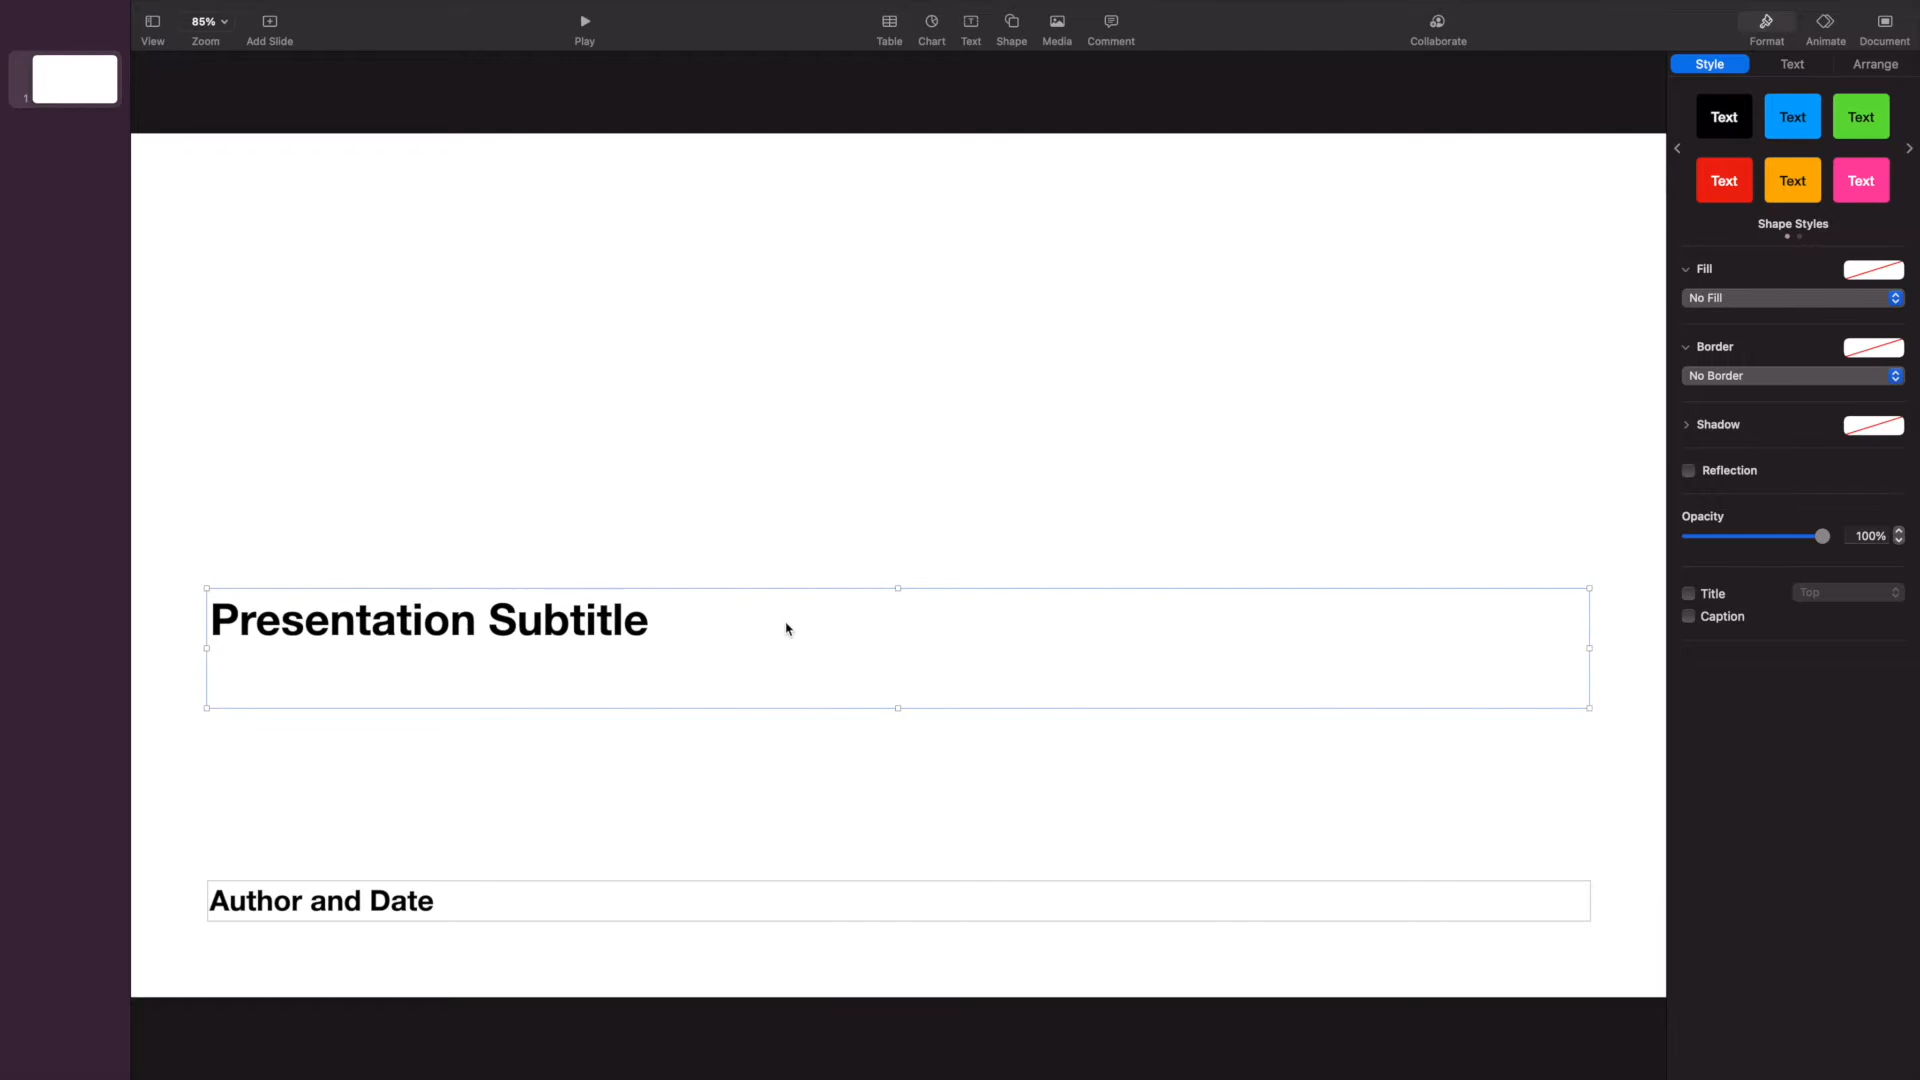 85%
View
Zoom
Add Slide
Play
Table
Chart
Text
Shape
Media
Comment
Collaborate
Format
Animate
Document
1
Style
Text
Arrange
Text
Text
Text
Text
Text
Text
Shape Styles
Fill
No Fill
Border
No Border
Shadow
Reflection
Opacity
100%
Title
Top
Caption
Presentation Subtitle
Author and Date